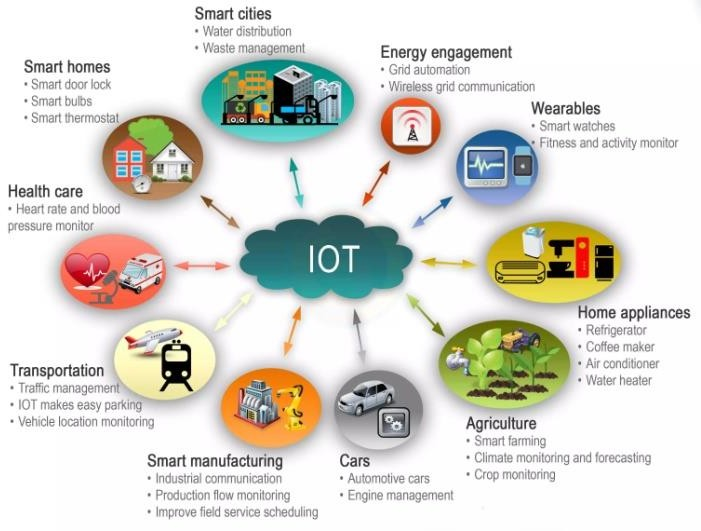 Smart cities
• Water distribution
• Waste management
Energy engagement
• Grid automation
• Wireless grid communication
Smart homes
• Smart door lock
• Smart bulbs
• Smart thermostat
Wearables
• Smart watches
• Fitness and activity monitor
Health care
• Heart rate and blood
pressure monitor
IOT
Home appliances
• Refrigerator
• Coffee maker
• Air conditioner
• Water heater
Transportation
• Traffic management
• IOT makes easy parking
• Vehicle location monitoring
Agriculture
• Smart farming
• Climate monitoring and forecasting
• Crop monitoring
Smart manufacturing
• Industrial communication
• Production flow monitoring
• Improve field service scheduling
Cars
• Automotive cars
• Engine management